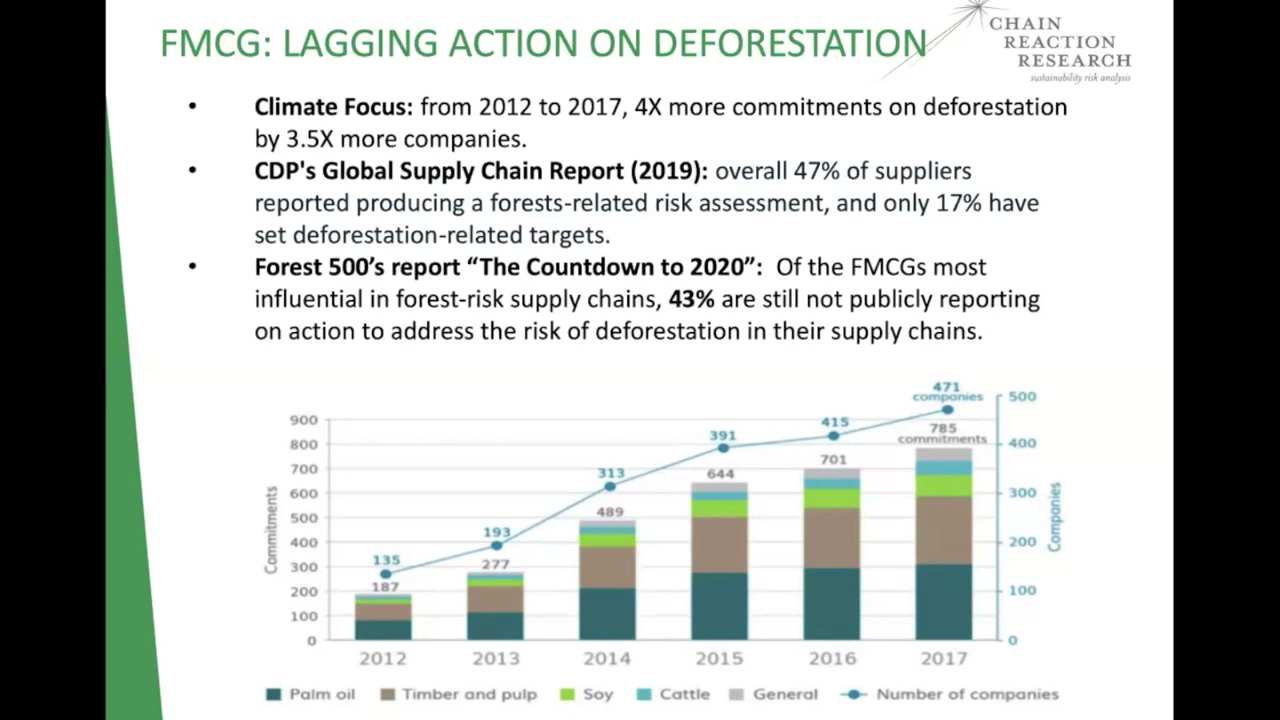 FMCG: LAGGING ACTION ON DEFORESTATION
CHAIN
REACTION
RESEARCH
sustainability risk analysis
• Climate Focus: from 2012 to 2017, 4X more commitments on deforestation
by 3.5X more companies.
• CDP's Global Supply Chain Report (2019): overall 47% of suppliers
reported producing a forests-related risk assessment, and only 17% have
set deforestation-related targets.
• Forest 500’s report “The Countdown to 2020”: Of the FMCGs most
influential in forest-risk supply chains, 43% are still not publicly reporting
on action to address the risk of deforestation in their supply chains.
Commitments
900
800
700
600
500
400
300
200
100
0
135
187
193
277
313
489
391
644
415
701
471
companies
785
commitments
500
400
300
200
100
0
Companies
2012 2013 2014 2015 2016 2017
Palm oil Timber and pulp Soy Cattle General Number of companies